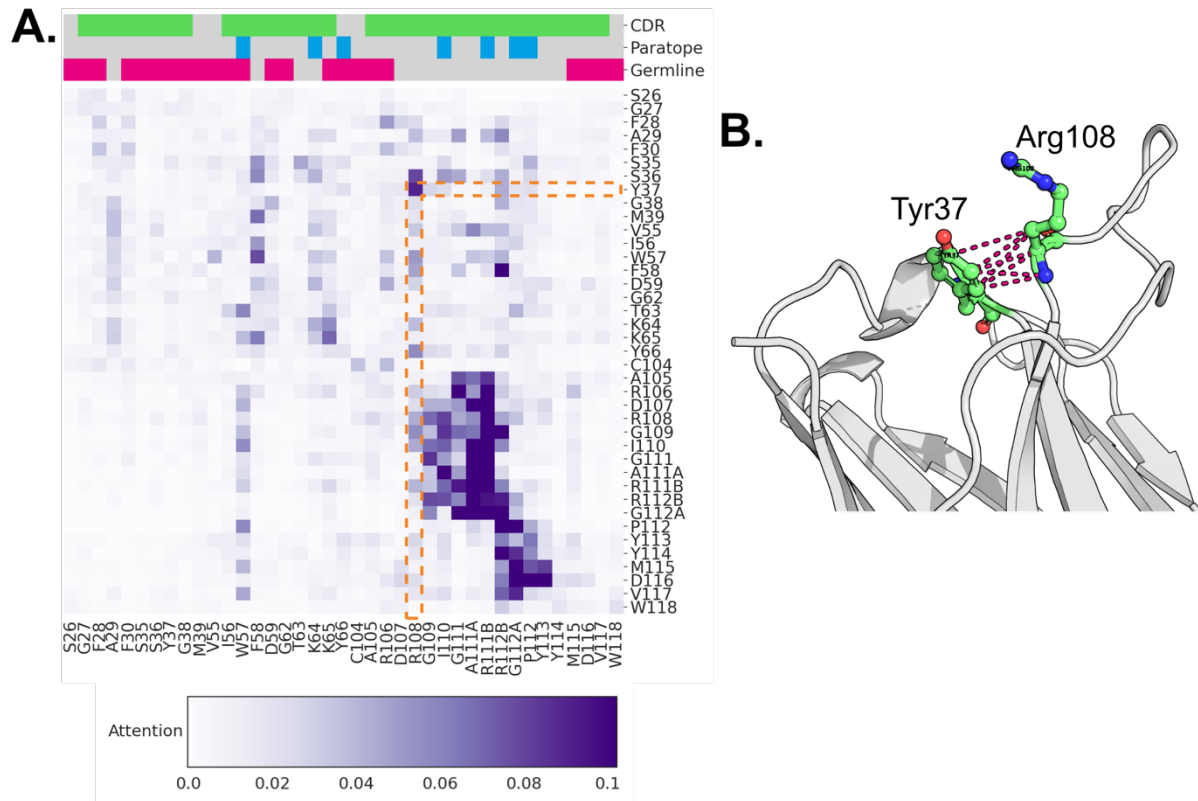 A.
CDR
Paratope
Germline
S26
G27
F28
A29
F30
S35
S36
Y37
G38
M39
V55
I56
W57
F58
D59
G62
T63
K64
K65
Y66
C104
A105
R106
D107
R108
G109
I110
G111
A111A
R111B
R112B
G112A
P112
Y113
Y114
M115
D116
V117
W118
S26 G27 F28 A29 F30 S35 S36 Y37 G38 M39 V55 I56 W57 F58 D59 G62 T63 K64 K65 Y66 C104 A105 R106 D107 R108 G109 I110 G111 A111A R111B R112B G112A P112 Y113 Y114 M115 D116 V117 W118
Attention
0.0 0.02 0.04 0.06 0.08 0.1
B.
Arg108
Tyr37